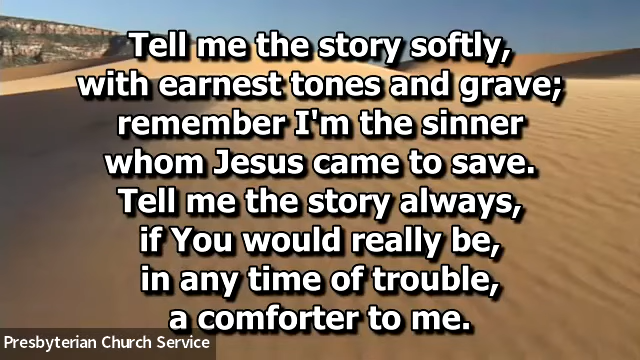 Tell me the story softly,
with earnest tones and grave;
remember I'm the sinner
whom Jesus came to save.
Tell me the story always,
if You would really be,
in any time of trouble,
a comforter to me.
Presbyterian Church Service